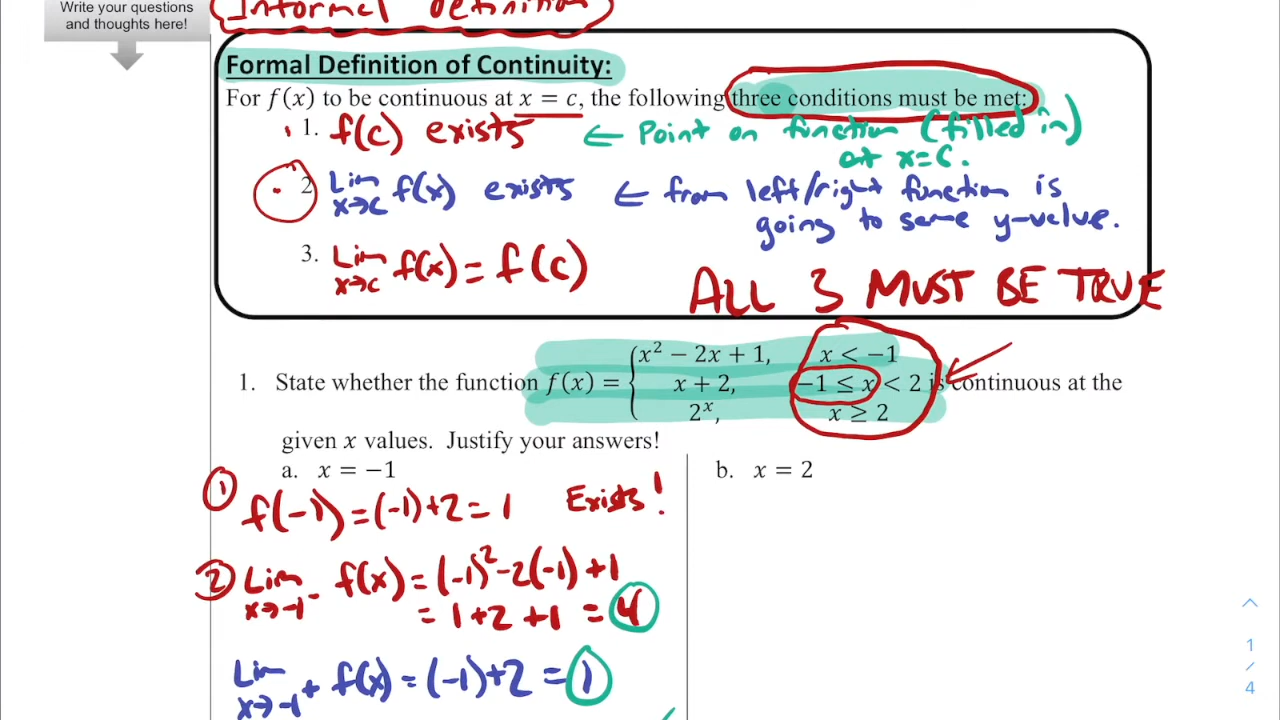 Informal definition
Write your questions
and thoughts here!
Formal Definition of Continuity:
For f(x) to be continuous at x = c, the following three conditions must be met:
1. f(c) exists ← Point on function (filled in)
at x=c.
2. Lim x→c f(x) exists ← from left/right function is
going to same y-value.
3. Lim x→c f(x) = f(c)
ALL 3 MUST BE TRUE
1. State whether the function f(x) = { x² − 2x + 1, x < −1
x + 2, −1 ≤ x < 2 is continuous at the
2ˣ, x ≥ 2
given x values. Justify your answers!
a. x = −1
b. x = 2
① f(-1) = (-1)+2 = 1 Exists!
② Lim x→-1⁻ f(x) = (-1)²-2(-1)+1
= 1+2+1 = 4
Lim x→-1⁺ f(x) = (-1)+2 = 1
1
/
4